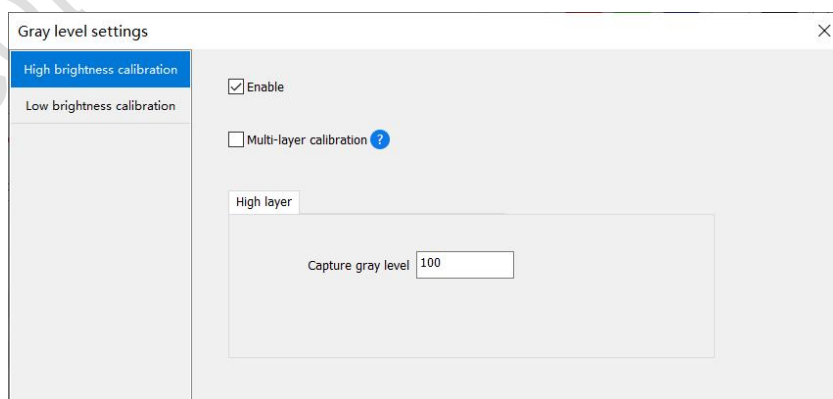 Gray level settings
High brightness calibration
Low brightness calibration
Enable
Multi-layer calibration ?
High layer
Capture gray level 100